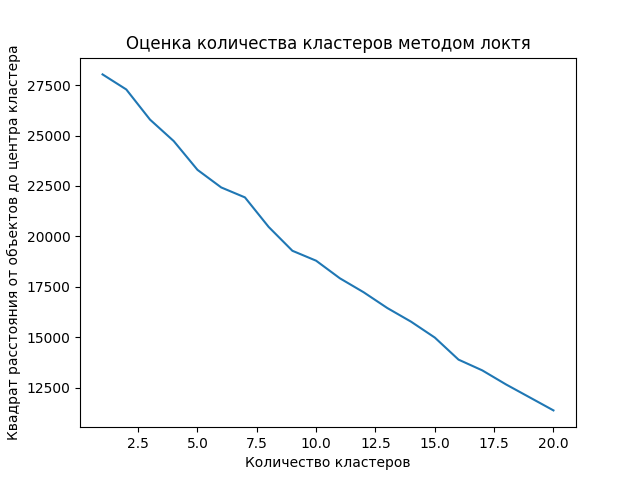 Оценка количества кластеров методом локтя
Квадрат расстояния от объектов до центра кластера
27500
25000
22500
20000
17500
15000
12500
2.5 5.0 7.5 10.0 12.5 15.0 17.5 20.0
Количество кластеров